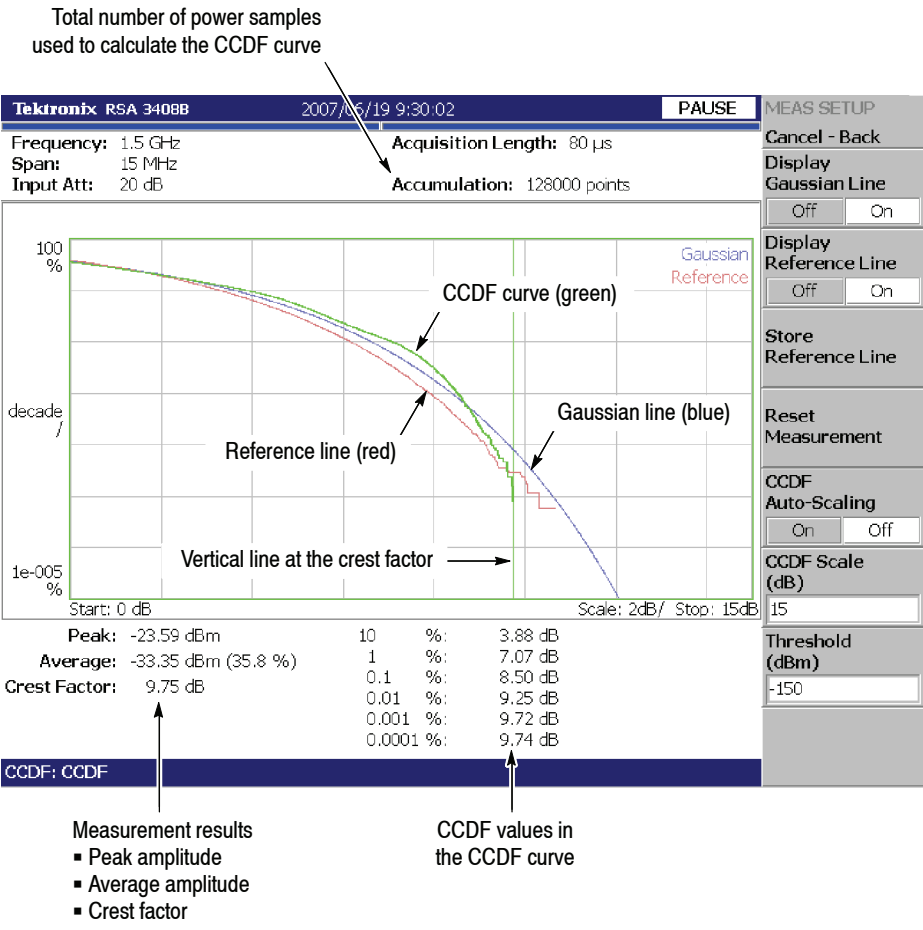 Total number of power samples
used to calculate the CCDF curve
Tektronix RSA 3408B 2007/06/19 9:30:02 PAUSE
Frequency: 1.5 GHz Acquisition Length: 80 µs
Span: 15 MHz
Input Att: 20 dB Accumulation: 128000 points
100
%
Gaussian
Reference
CCDF curve (green)
decade
/
Gaussian line (blue)
Reference line (red)
Vertical line at the crest factor
1e-005
%
Start: 0 dB Scale: 2dB/ Stop: 15dB
Peak: -23.59 dBm
Average: -33.35 dBm (35.8 %)
Crest Factor: 9.75 dB
10 %: 3.88 dB
1 %: 7.07 dB
0.1 %: 8.50 dB
0.01 %: 9.25 dB
0.001 %: 9.72 dB
0.0001 %: 9.74 dB
CCDF: CCDF
MEAS SETUP
Cancel - Back
Display
Gaussian Line
Off On
Display
Reference Line
Off On
Store
Reference Line
Reset
Measurement
CCDF
Auto-Scaling
On Off
CCDF Scale
(dB)
15
Threshold
(dBm)
-150
Measurement results
▪ Peak amplitude
▪ Average amplitude
▪ Crest factor
CCDF values in
the CCDF curve